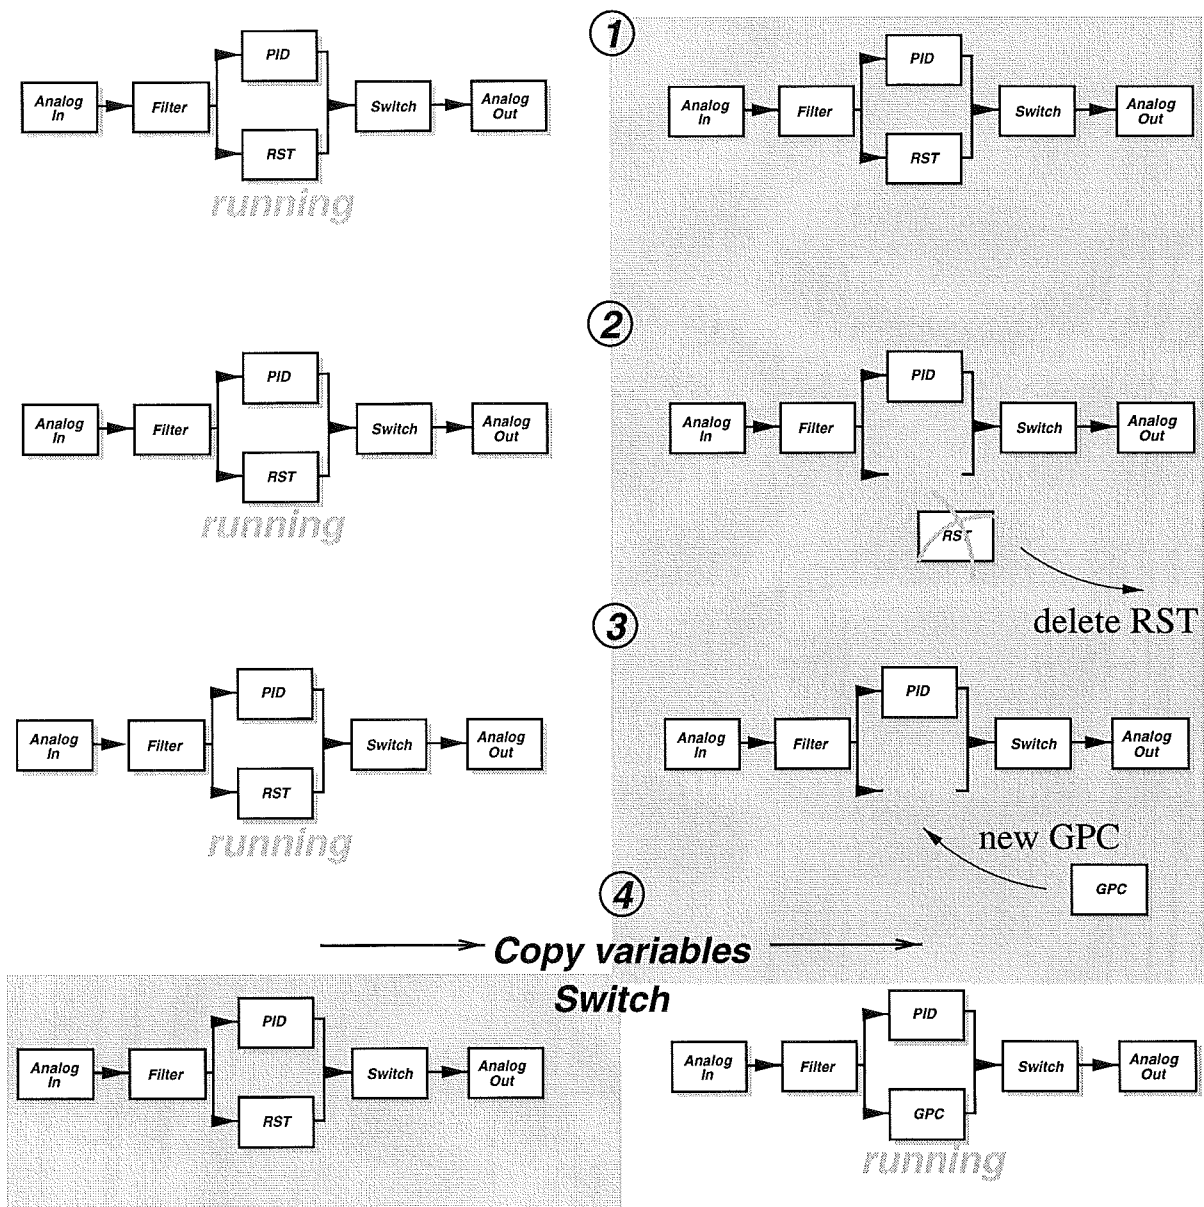 1
PID
Analog
In
Filter
Switch
Analog
Out
RST
running
PID
Analog
In
Filter
Switch
Analog
Out
RST
2
PID
Analog
In
Filter
Switch
Analog
Out
RST
running
PID
Analog
In
Filter
Switch
Analog
Out
RST
delete RST
3
PID
Analog
In
Filter
Switch
Analog
Out
RST
running
PID
Analog
In
Filter
Switch
Analog
Out
new GPC
GPC
4
Copy variables
Switch
PID
Analog
In
Filter
Switch
Analog
Out
RST
PID
Analog
In
Filter
Switch
Analog
Out
GPC
running